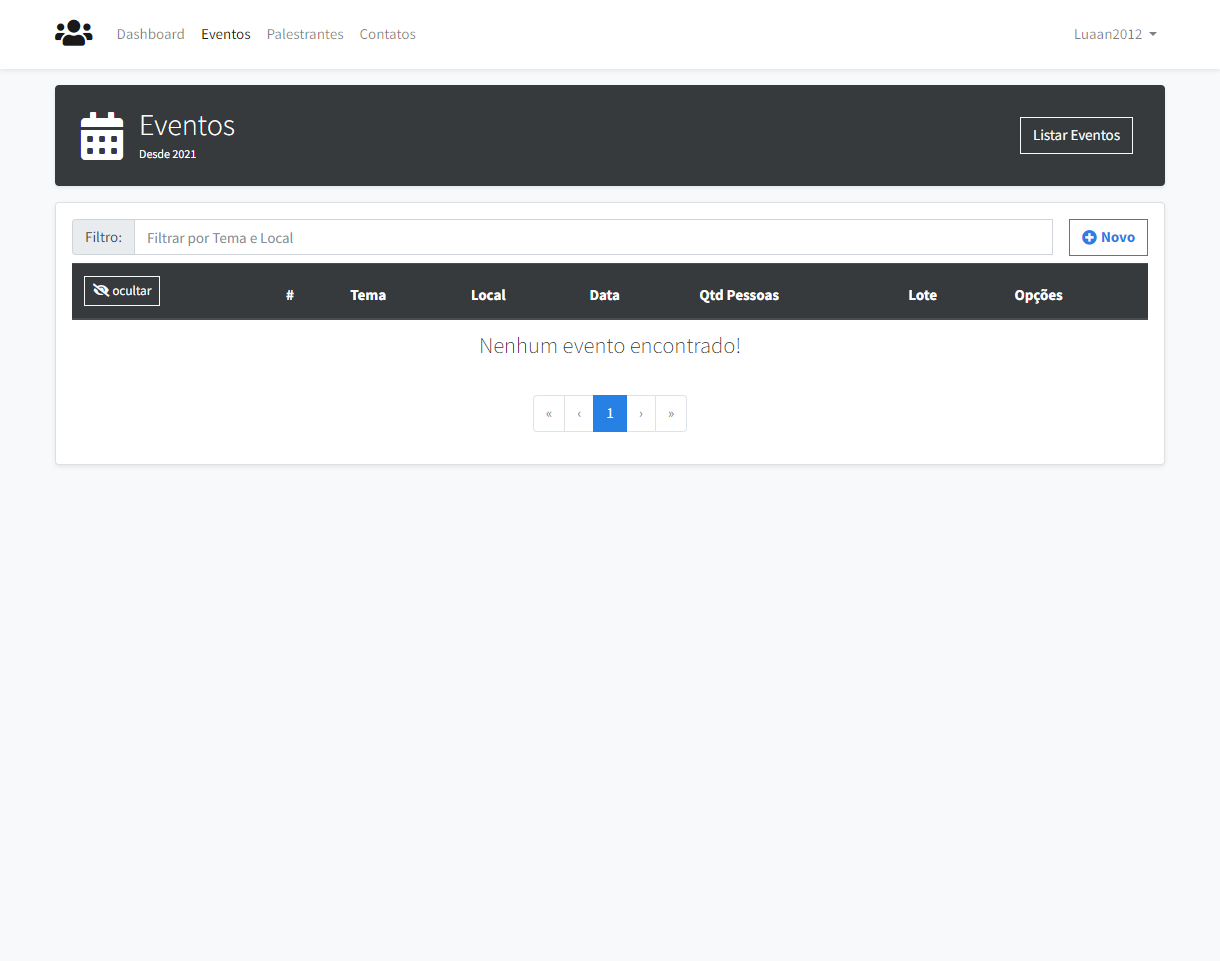 Dashboard Eventos Palestrantes Contatos Luaan2012
Eventos
Desde 2021
Listar Eventos
Filtro: Filtrar por Tema e Local Novo
ocultar # Tema Local Data Qtd Pessoas Lote Opções
Nenhum evento encontrado!
« ‹ 1 › »